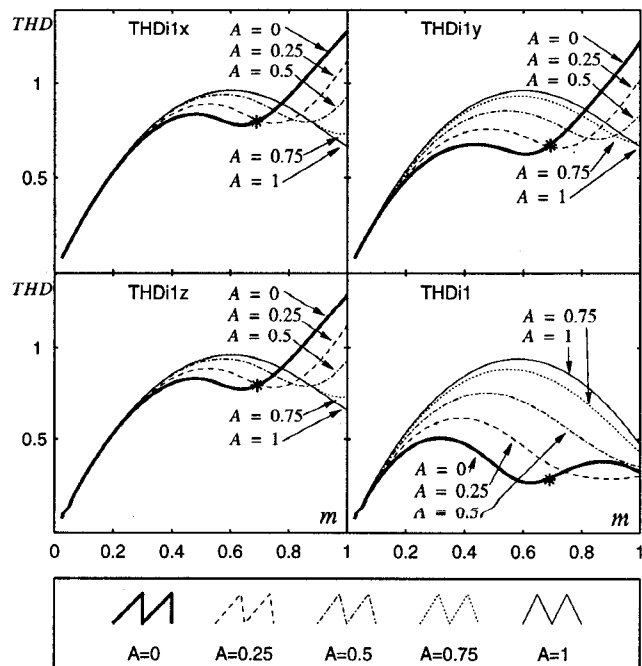 THD
THDi1x
A = 0
A = 0.25
A = 0.5
A = 0.75
A = 1
1
0.5
THDi1y
A = 0
A = 0.25
A = 0.5
A = 0.75
A = 1
THD
THDi1z
A = 0
A = 0.25
A = 0.5
A = 0.75
A = 1
1
0.5
m
0 0.2 0.4 0.6 0.8 1
THDi1
A = 0.75
A = 1
A = 0
A = 0.25
A = 0.5
m
0.2 0.4 0.6 0.8 1
A=0 A=0.25 A=0.5 A=0.75 A=1